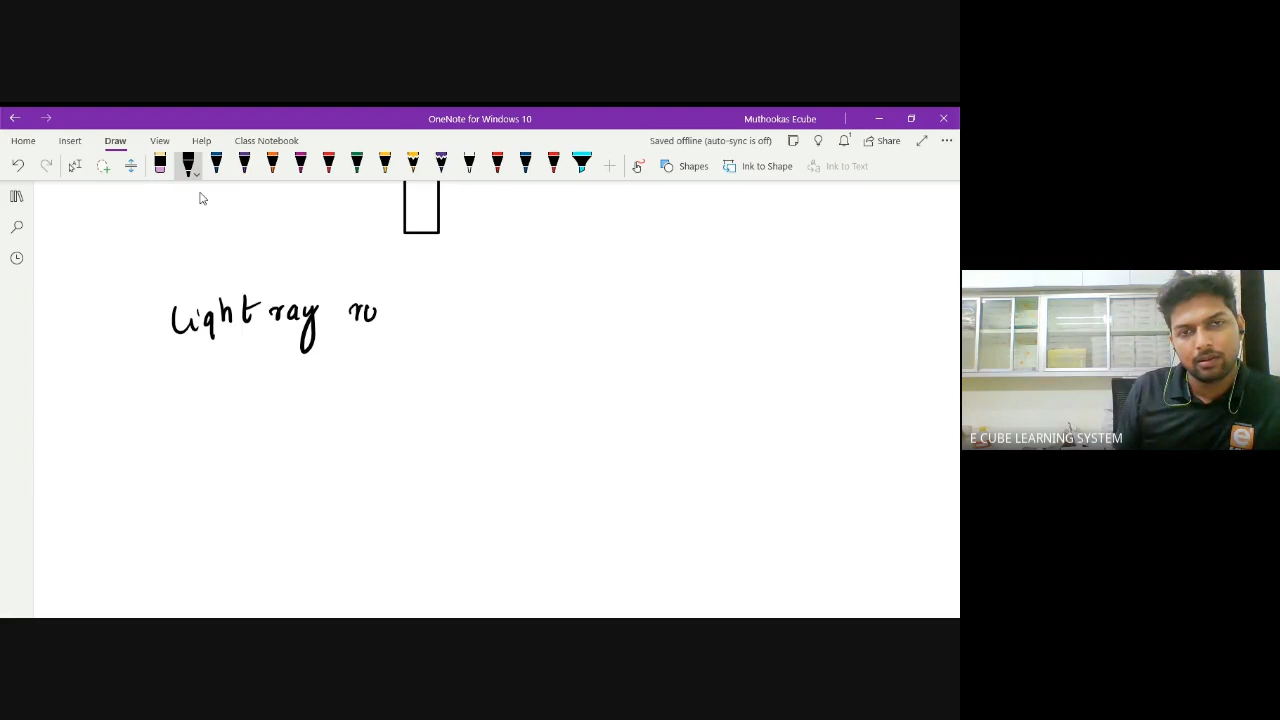 OneNote for Windows 10
Muthookas Ecube
Home Insert Draw View Help Class Notebook
Saved offline (auto-sync is off)
Share
Shapes
Ink to Shape
Ink to Text
Light ray
E CUBE LEARNING SYSTEM